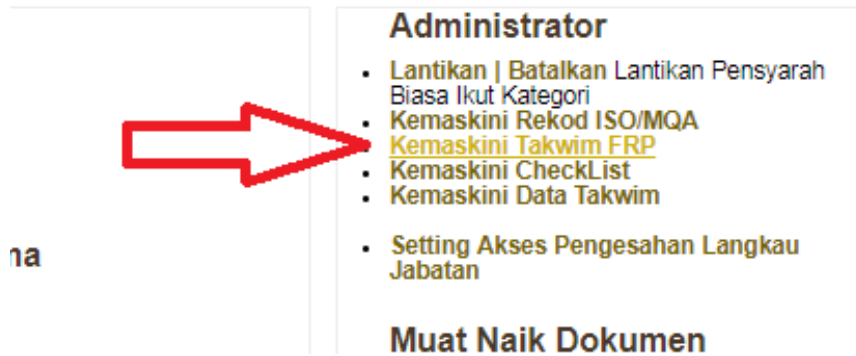 Administrator
Lantikan | Batalkan Lantikan Pensyarah
Biasa Ikut Kategori
Kemaskini Rekod ISO/MQA
Kemaskini Takwim FRP
Kemaskini CheckList
Kemaskini Data Takwim
na
Setting Akses Pengesahan Langkau
Jabatan
Muat Naik Dokumen